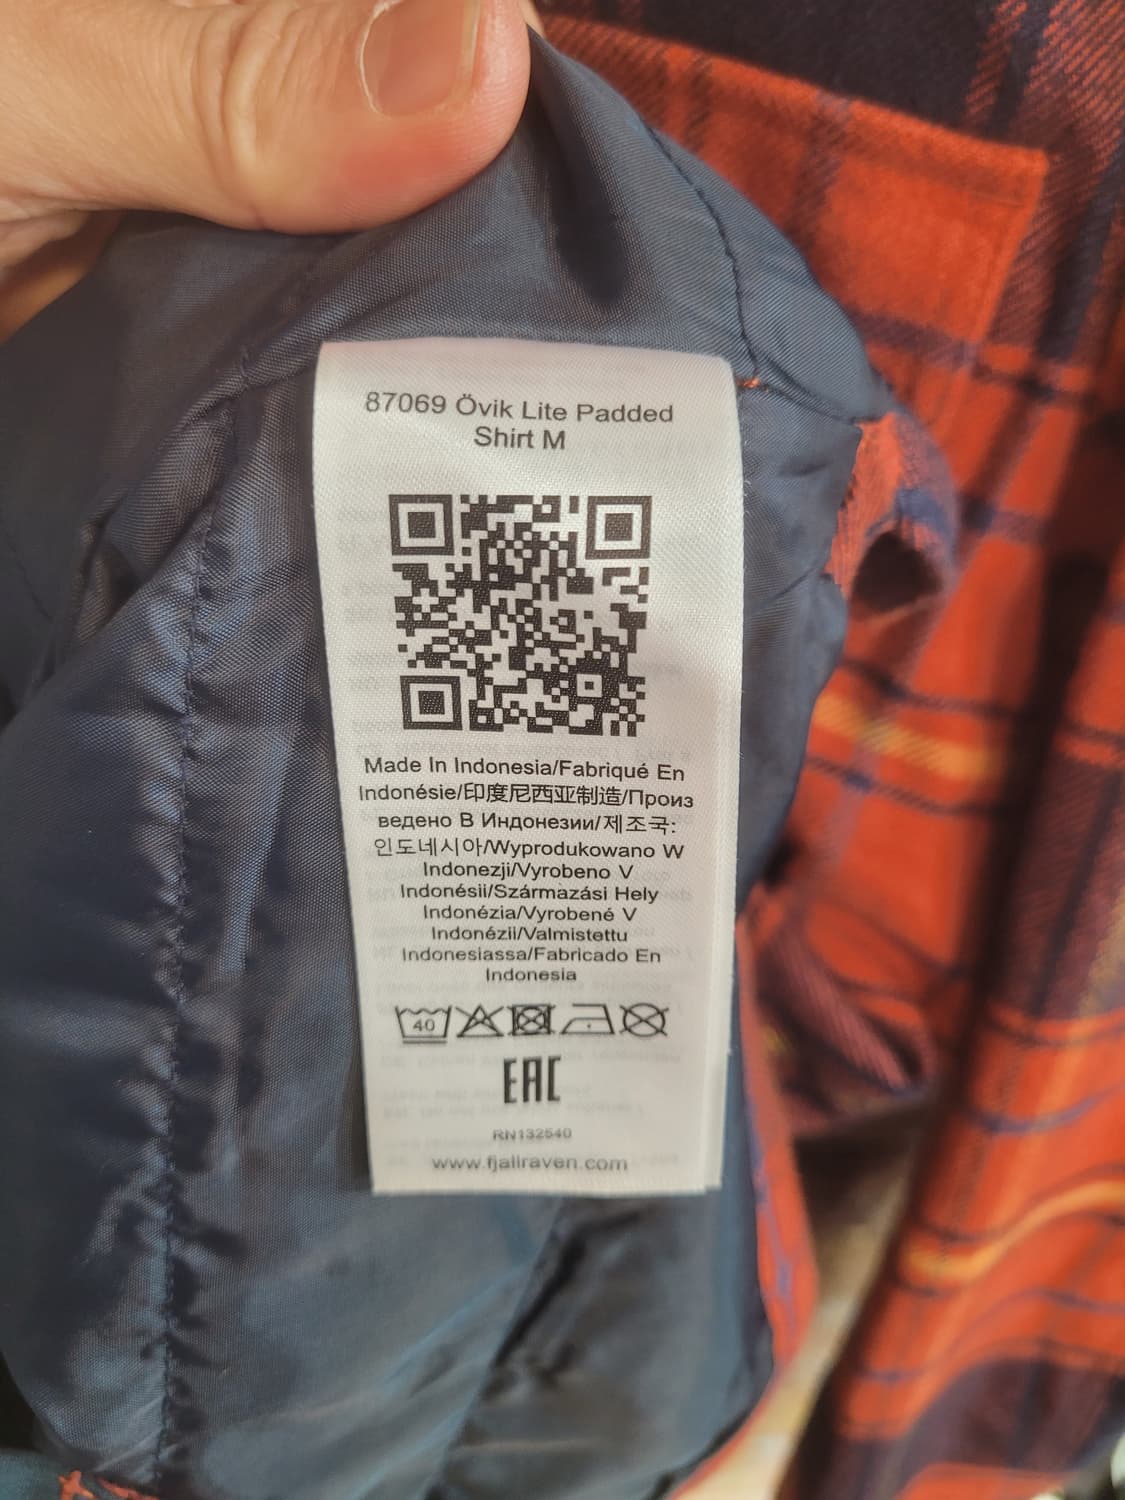 87069 Övik Lite Padded
Shirt M
Made In Indonesia/Fabriqué En
Indonésie/印度尼西亚制造/Произ
ведено В Индонезии/제조국:
인도네시아/Wyprodukowano W
Indonezji/Vyrobeno V
Indonésii/Származási Hely
Indonézia/Vyrobené V
Indonézii/Valmistettu
Indonesiassa/Fabricado En
Indonesia
40
EAC
RN132540
www.fjallraven.com